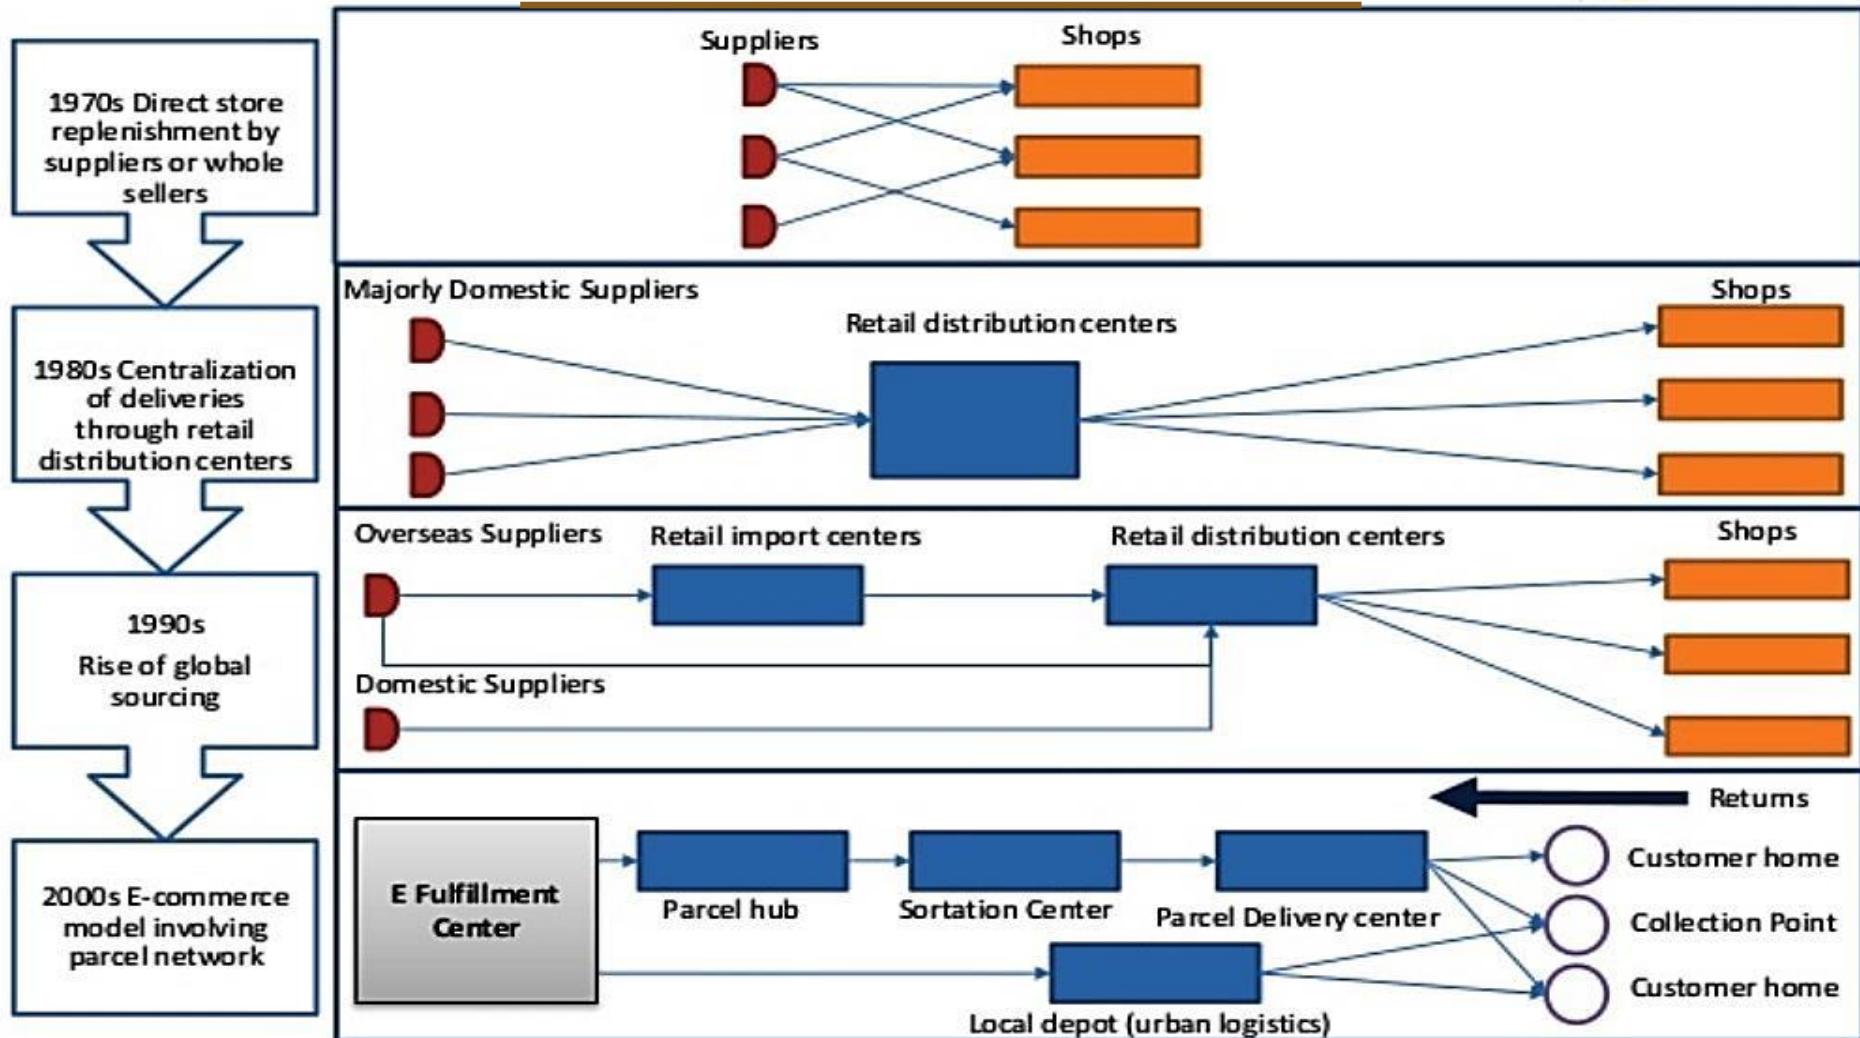 Suppliers
Shops
1970s Direct store
replenishment by
suppliers or whole
sellers
Majorly Domestic Suppliers
Retail distribution centers
Shops
1980s Centralization
of deliveries
through retail
distribution centers
Overseas Suppliers
Retail import centers
Retail distribution centers
Shops
1990s
Rise of global
sourcing
Domestic Suppliers
Returns
2000s E-commerce
model involving
parcel network
E Fulfillment
Center
Parcel hub
Sortation Center
Parcel Delivery center
Customer home
Collection Point
Customer home
Local depot (urban logistics)